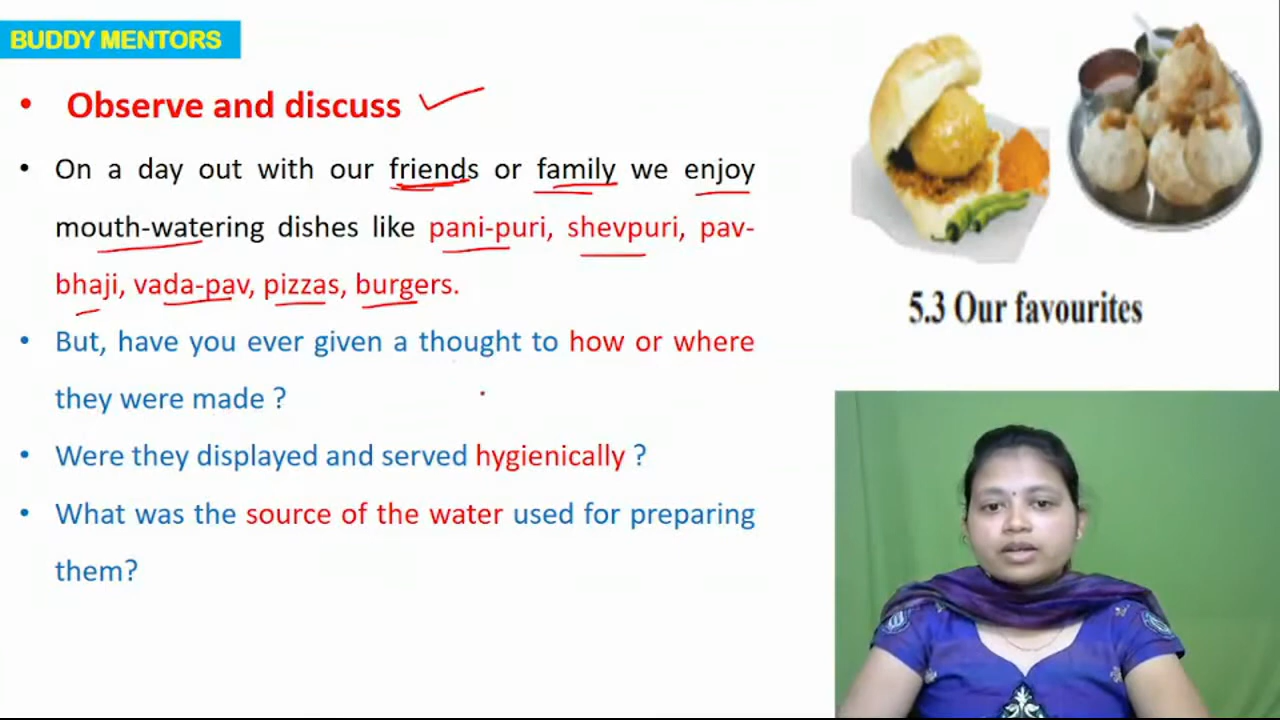 BUDDY MENTORS
• Observe and discuss
• On a day out with our friends or family we enjoy
mouth-watering dishes like pani-puri, shevpuri, pav-
bhaji, vada-pav, pizzas, burgers.
• But, have you ever given a thought to how or where
they were made ?
• Were they displayed and served hygienically ?
• What was the source of the water used for preparing
them?
5.3 Our favourites